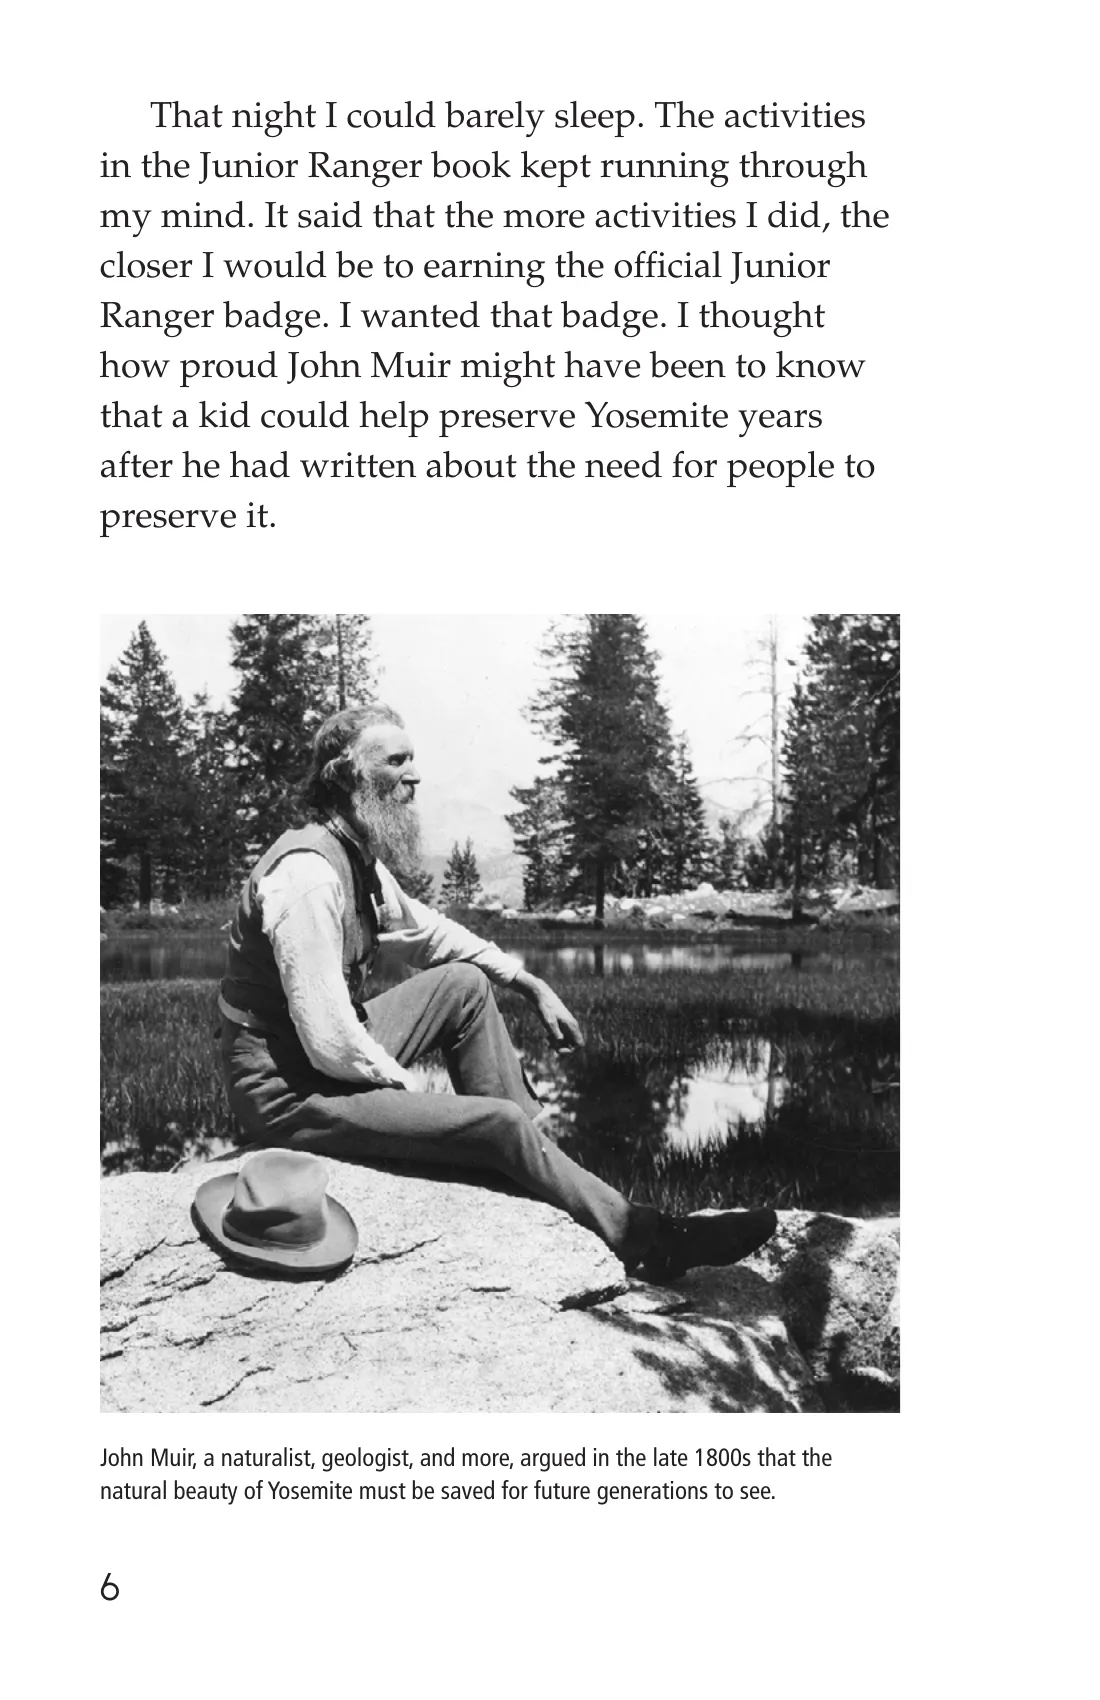 That night I could barely sleep. The activities
in the Junior Ranger book kept running through
my mind. It said that the more activities I did, the
closer I would be to earning the official Junior
Ranger badge. I wanted that badge. I thought
how proud John Muir might have been to know
that a kid could help preserve Yosemite years
after he had written about the need for people to
preserve it.
John Muir, a naturalist, geologist, and more, argued in the late 1800s that the
natural beauty of Yosemite must be saved for future generations to see.
6